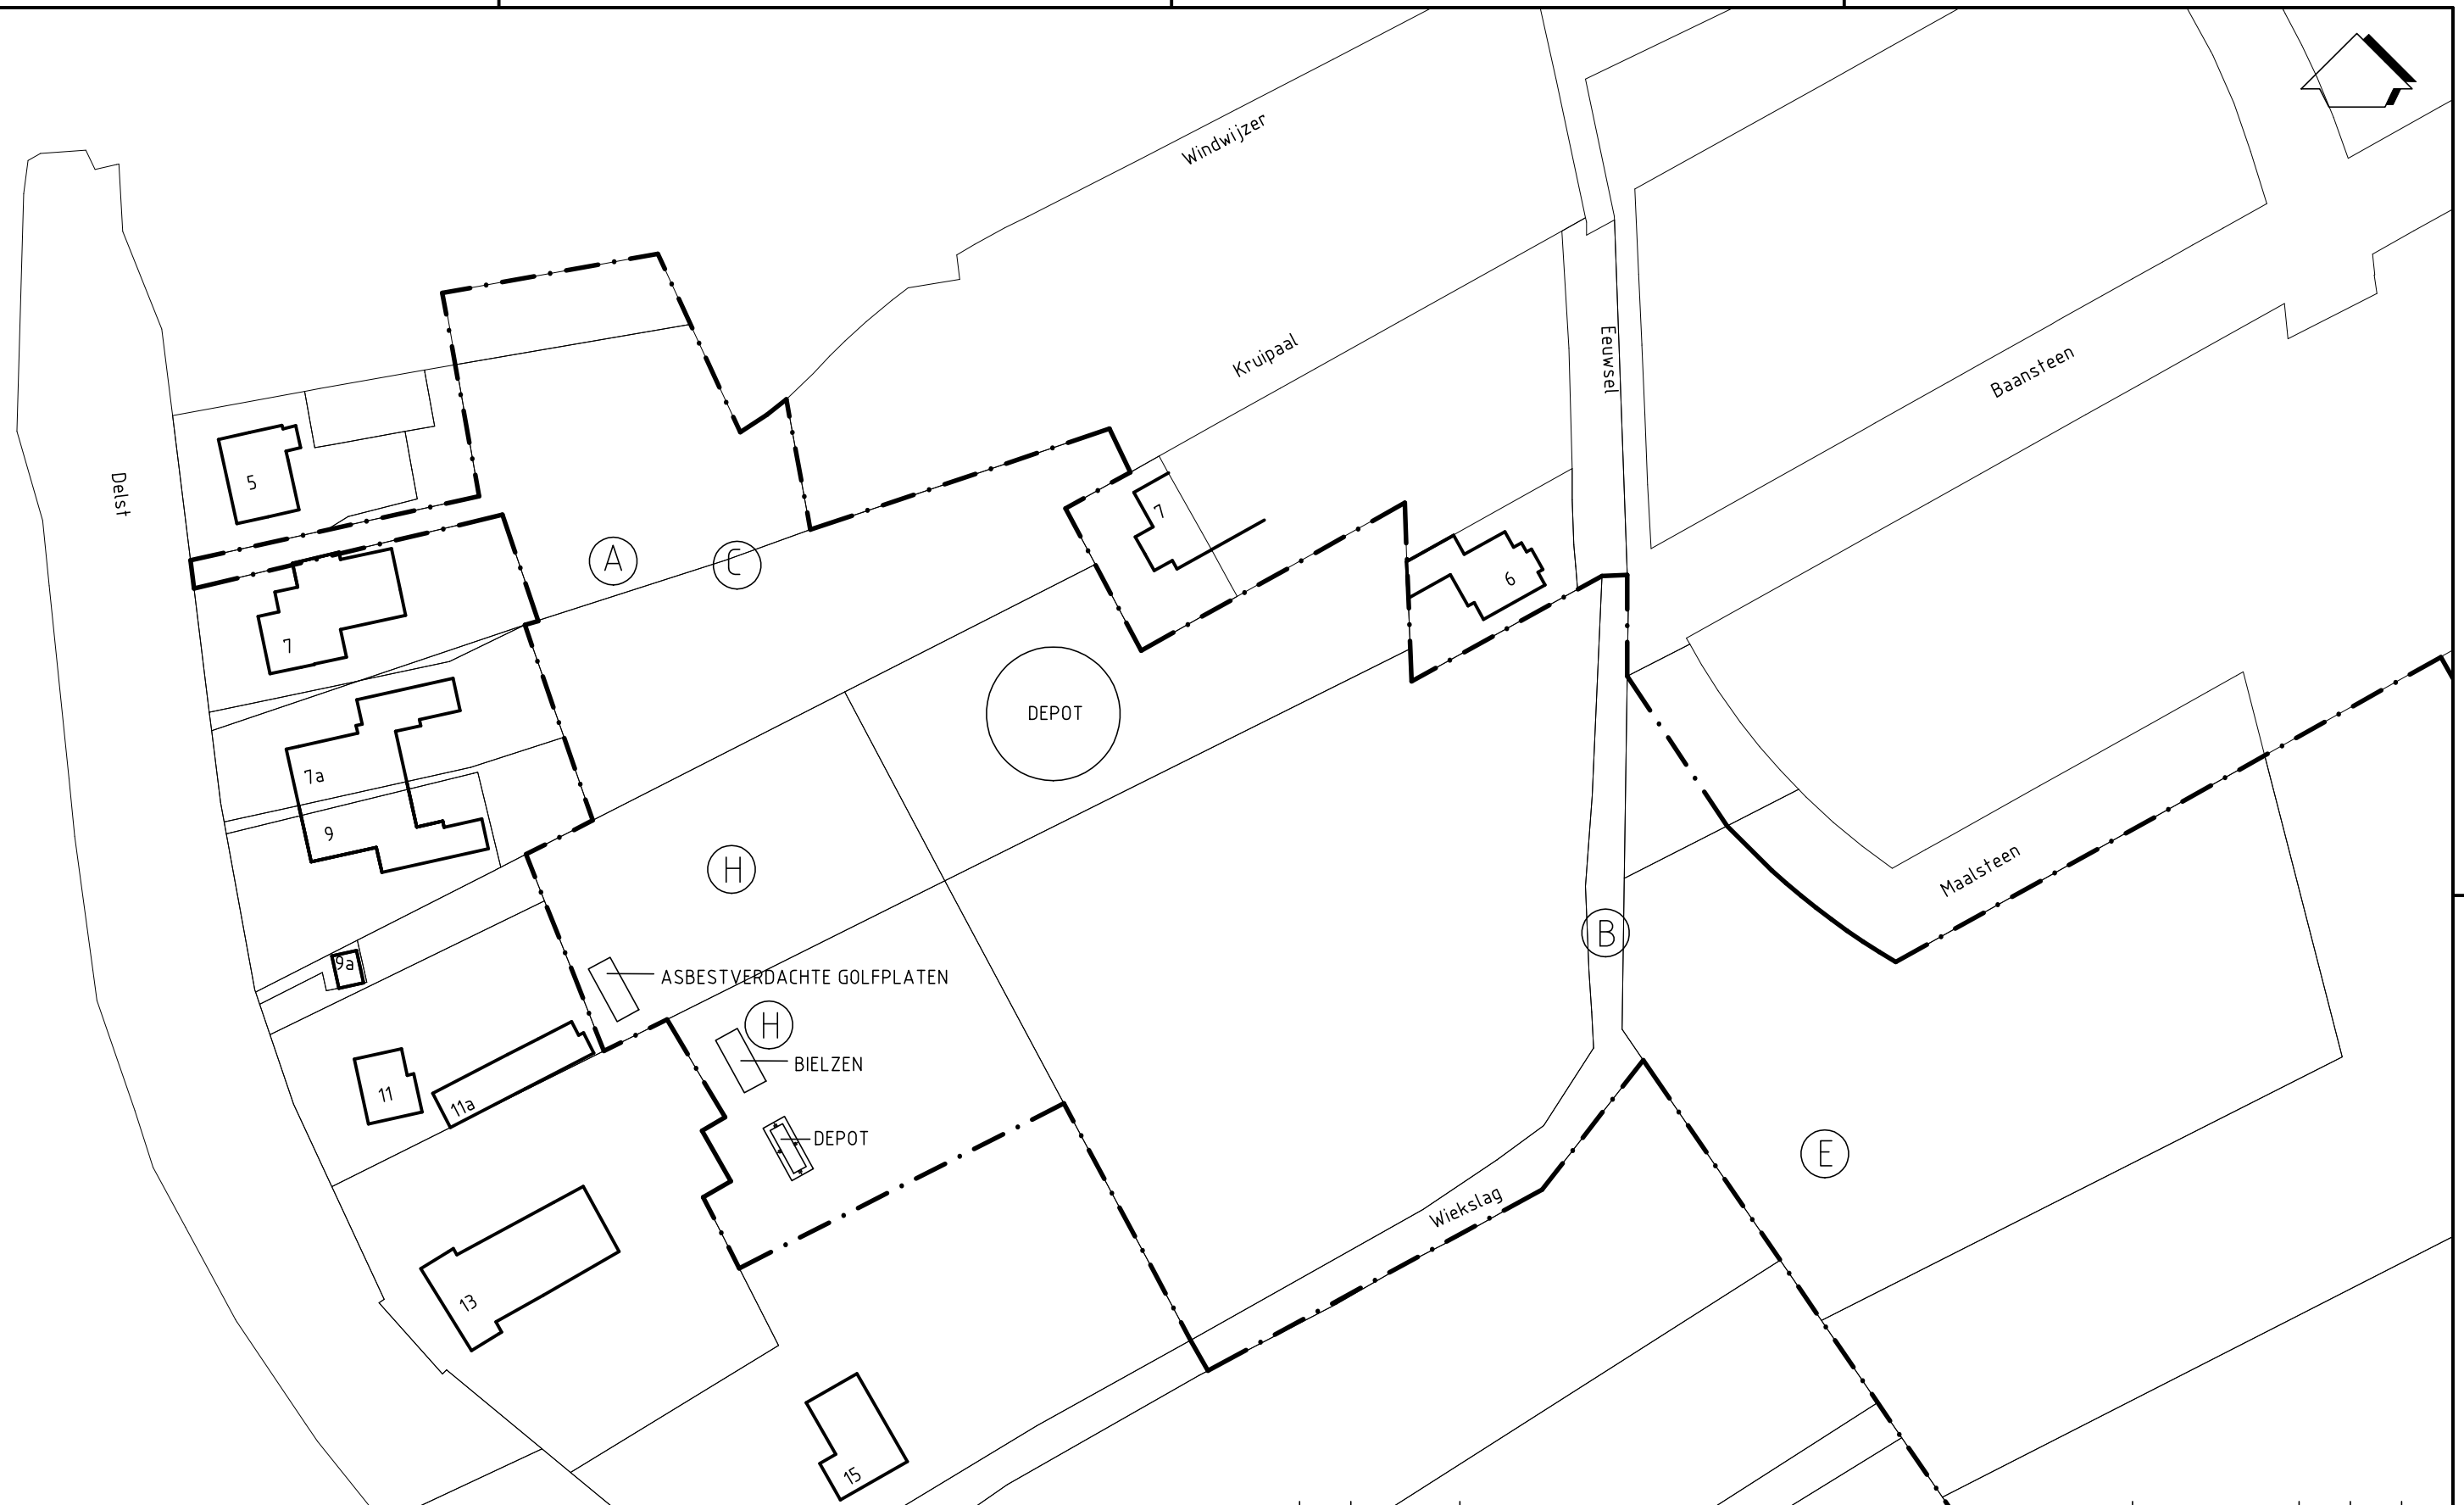 Windwijzer
Kruipaal
Eeuwsel
Baansteen
Delst
5
7
A
C
7
6
7a
DEPOT
9
H
Maalsteen
B
9a
ASBESTVERDACHTE GOLFPLATEN
H
BIELZEN
11
11a
DEPOT
E
Wiekslag
13
15